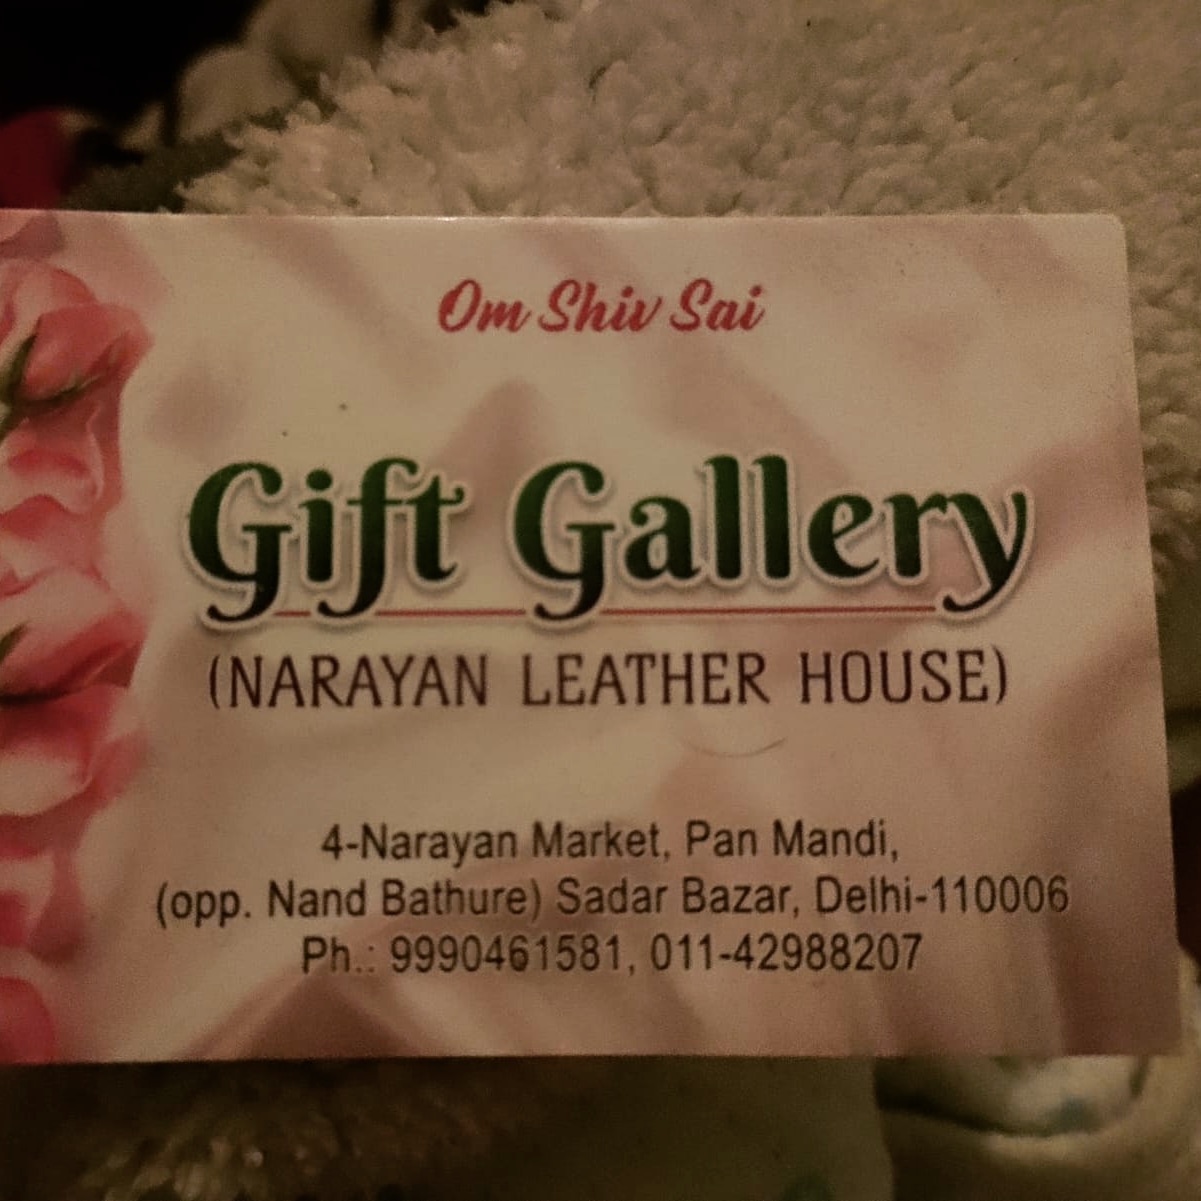 Om Shiv Sai
Gift Gallery
(NARAYAN LEATHER HOUSE)
4-Narayan Market, Pan Mandi,
(opp. Nand Bathure) Sadar Bazar, Delhi-110006
Ph.: 9990461581, 011-42988207